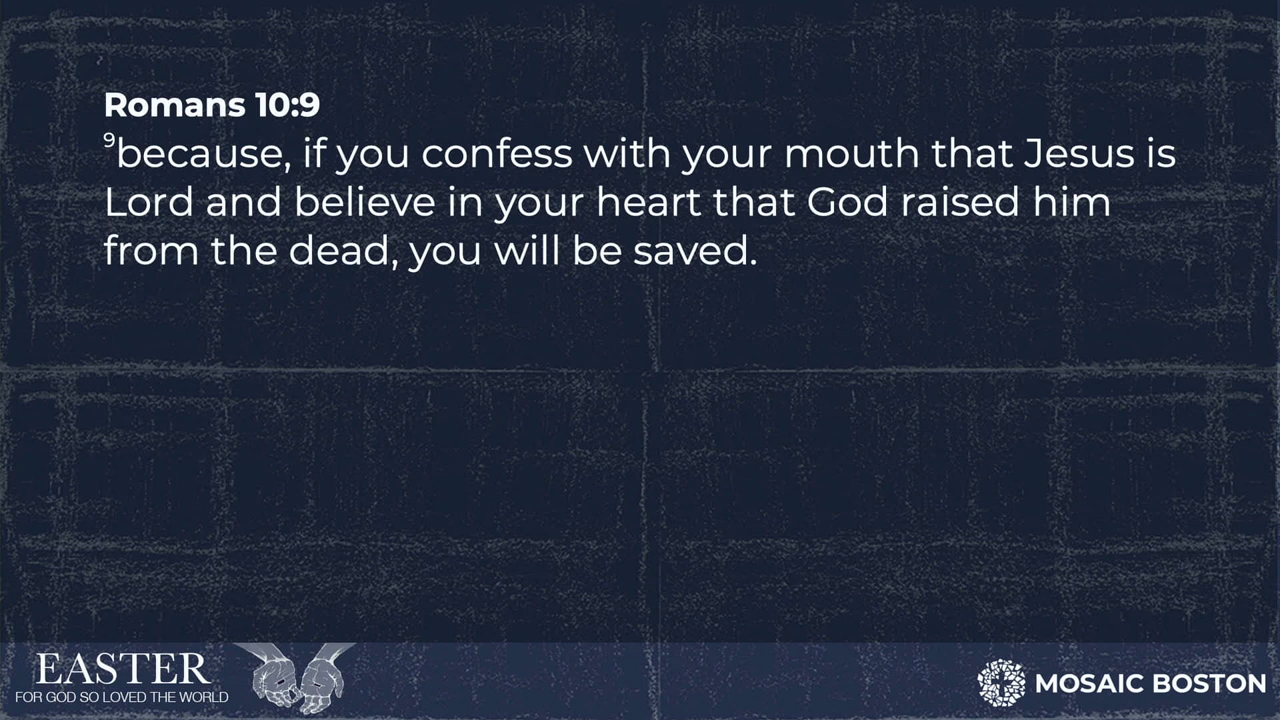 Romans 10:9
⁹because, if you confess with your mouth that Jesus is
Lord and believe in your heart that God raised him
from the dead, you will be saved.
EASTER
FOR GOD SO LOVED THE WORLD
MOSAIC BOSTON